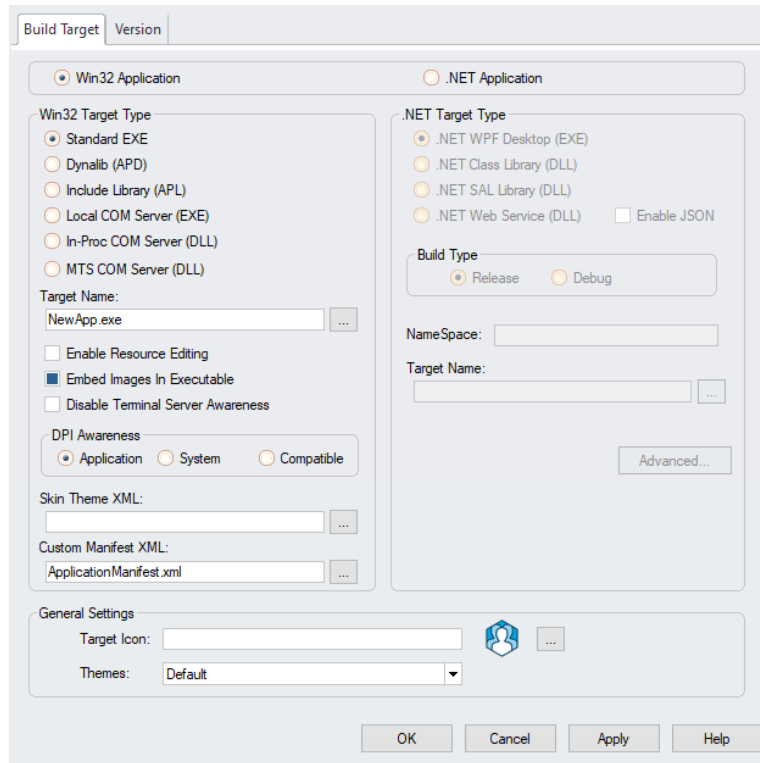 Build Target Version
Win32 Application .NET Application
Win32 Target Type
Standard EXE
Dynalib (APD)
Include Library (APL)
Local COM Server (EXE)
In-Proc COM Server (DLL)
MTS COM Server (DLL)
Target Name:
NewApp.exe ...
Enable Resource Editing
Embed Images In Executable
Disable Terminal Server Awareness
DPI Awareness
Application System Compatible
Skin Theme XML:
...
Custom Manifest XML:
ApplicationManifest.xml ...
.NET Target Type
.NET WPF Desktop (EXE)
.NET Class Library (DLL)
.NET SAL Library (DLL)
.NET Web Service (DLL) Enable JSON
Build Type
Release Debug
NameSpace:
Target Name:
...
Advanced...
General Settings
Target Icon: ...
Themes: Default
OK Cancel Apply Help